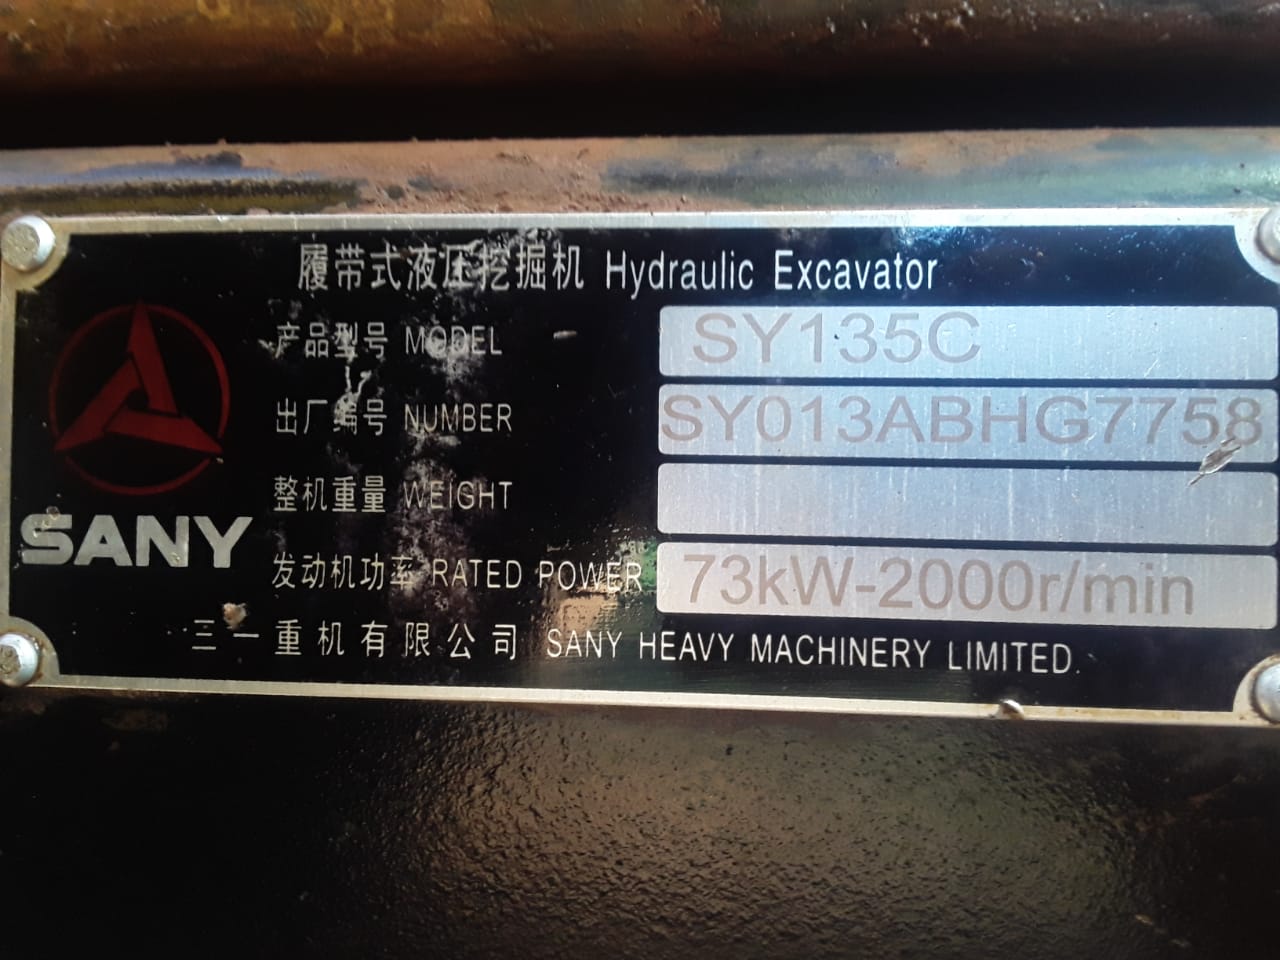 履带式液压挖掘机 Hydraulic Excavator
产品型号 MODEL SY135C
出厂编号 NUMBER SY013ABHG7758
整机重量 WEIGHT
发动机功率 RATED POWER 73kW-2000r/min
SANY
三一重机有限公司 SANY HEAVY MACHINERY LIMITED.